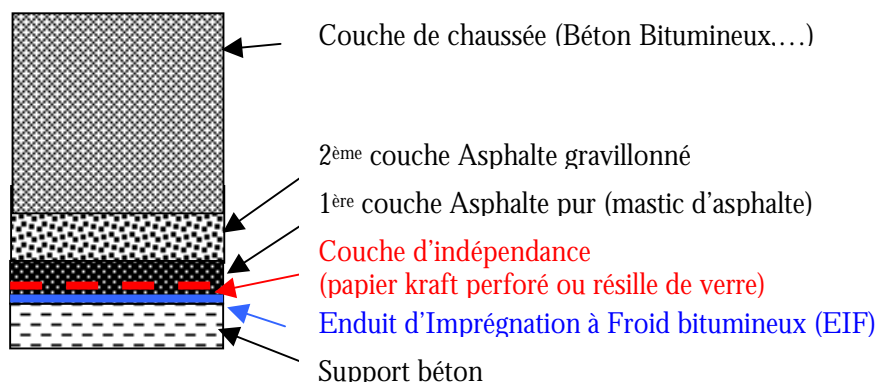 Couche de chaussée (Béton Bitumineux,…)
2ème couche Asphalte gravillonné
1ère couche Asphalte pur (mastic d’asphalte)
Couche d’indépendance
(papier kraft perforé ou résille de verre)
Enduit d’Imprégnation à Froid bitumineux (EIF)
Support béton